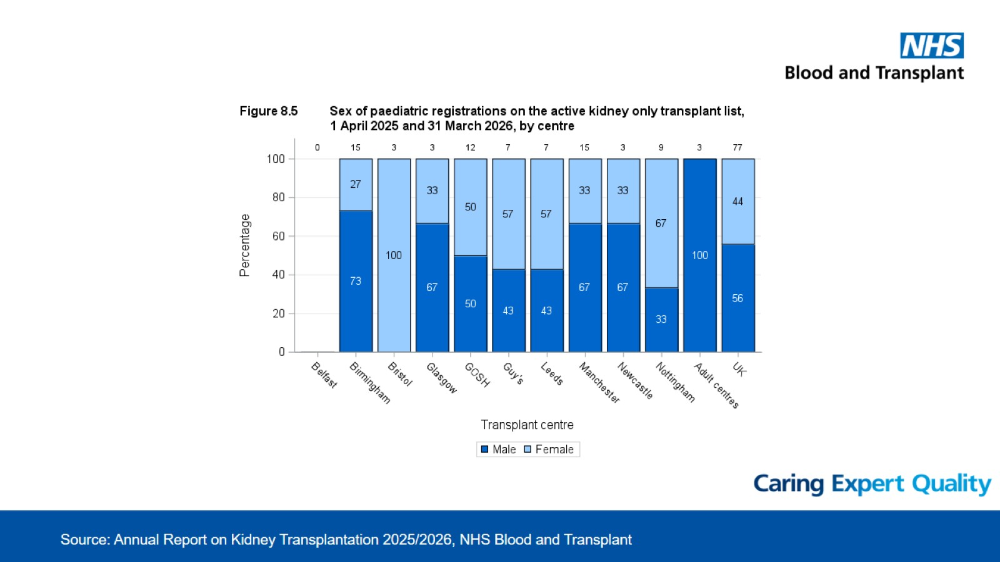 NHS
Blood and Transplant
Figure 8.5 Sex of paediatric registrations on the active kidney only transplant list,
1 April 2025 and 31 March 2026, by centre
0 15 3 3 12 7 7 15 3 9 3 77
100
80
60
40
20
0
Percentage
27 33 50 57 57 33 33 67 44
73 100 67 50 43 43 67 67 33 100 56
Belfast Birmingham Bristol Glasgow GOSH Guy's Leeds Manchester Newcastle Nottingham Adult centres UK
Transplant centre
Male Female
Caring Expert Quality
Source: Annual Report on Kidney Transplantation 2025/2026, NHS Blood and Transplant